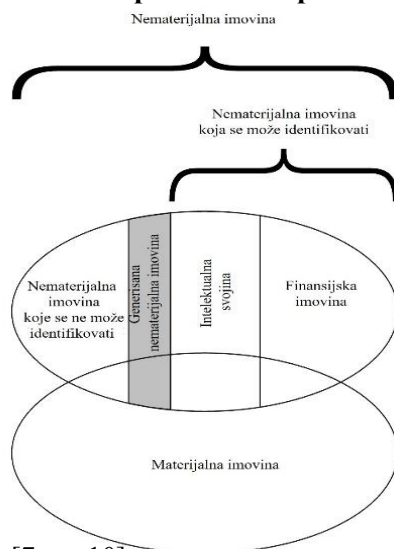 Nematerijalna imovina
Nematerijalna imovina
koja se može identifikovati
Nematerijalna
imovina
koje se ne može
identifikovati
Generisana
nematerijalna imovina
Intelektualna
svojina
Finansijska
imovina
Materijalna imovina